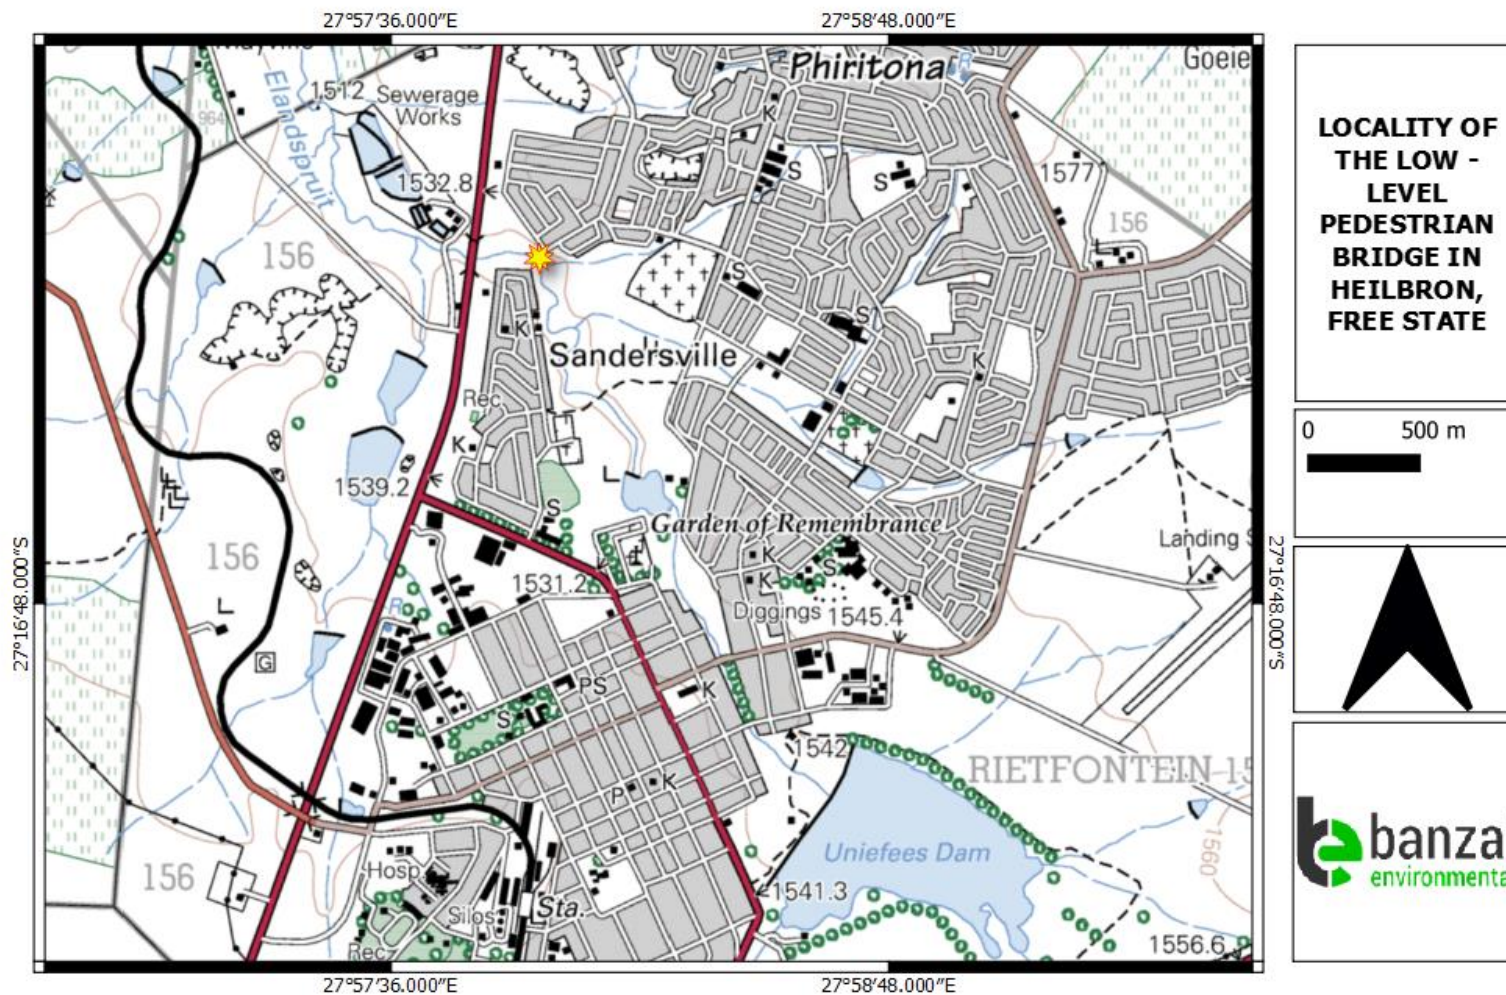 27°57'36.000"E
27°58'48.000"E
Phiritona
R
Goeie
1512
Sewerage
Works
964
Elandspruit
K
1532.8
S
S
1577
156
156
L
S
S
K
K
Sandersville
Rec
K
1539.2
L
S
Garden of Remembrance
Landing S
156
K
S
K
1531.2
Diggings
1545.4
L
R
G
PS
K
S
1542
RIETFONTEIN 15
P
K
Uniefees Dam
1560
156
Hosp.
1541.3
Silos
Sta.
Rec
1556.6
27°16'48.000"S
27°16'48.000"S
27°57'36.000"E
27°58'48.000"E
LOCALITY OF
THE LOW -
LEVEL
PEDESTRIAN
BRIDGE IN
HEILBRON,
FREE STATE
0 500 m
banza
environmenta